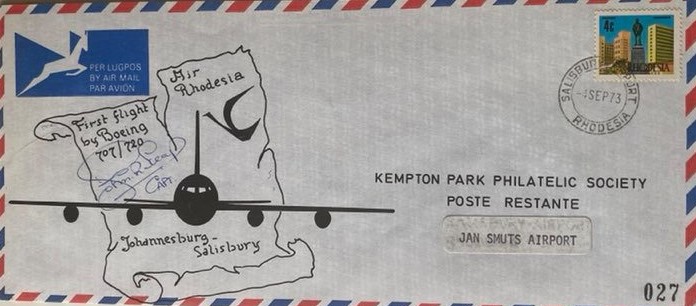 PER LUGPOS
BY AIR MAIL
PAR AVION
Air
Rhodesia
First flight
by Boeing
707/720
CAPT
Johannesburg -
Salisbury
4c
RHODESIA
SALISBURY AIRPORT
-1 SEP 73
RHODESIA
KEMPTON PARK PHILATELIC SOCIETY
POSTE RESTANTE
JAN SMUTS AIRPORT
027